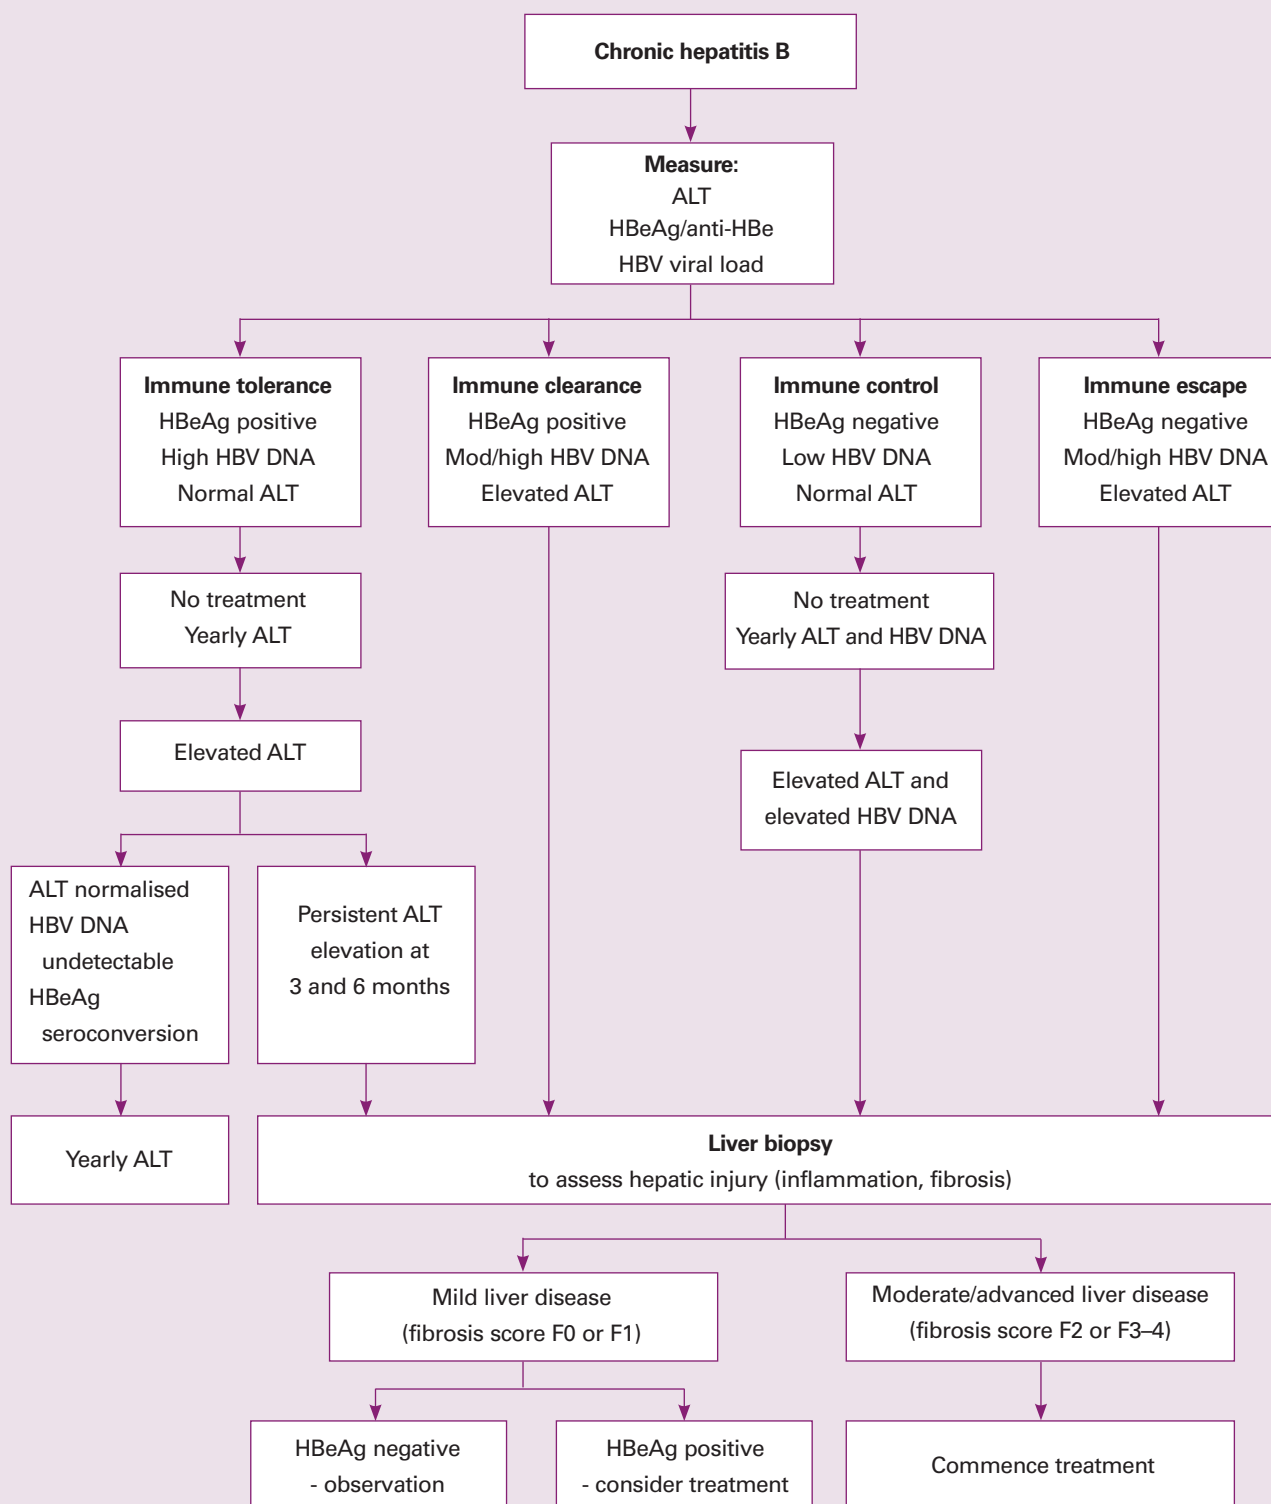 Chronic hepatitis B
Measure:
ALT
HBeAg/anti-HBe
HBV viral load
Immune tolerance
HBeAg positive
High HBV DNA
Normal ALT
Immune clearance
HBeAg positive
Mod/high HBV DNA
Elevated ALT
Immune control
HBeAg negative
Low HBV DNA
Normal ALT
Immune escape
HBeAg negative
Mod/high HBV DNA
Elevated ALT
No treatment
Yearly ALT
No treatment
Yearly ALT and HBV DNA
Elevated ALT
Elevated ALT and
elevated HBV DNA
ALT normalised
HBV DNA
undetectable
HBeAg
seroconversion
Persistent ALT
elevation at
3 and 6 months
Yearly ALT
Liver biopsy
to assess hepatic injury (inflammation, fibrosis)
Mild liver disease
(fibrosis score F0 or F1)
Moderate/advanced liver disease
(fibrosis score F2 or F3–4)
HBeAg negative
- observation
HBeAg positive
- consider treatment
Commence treatment